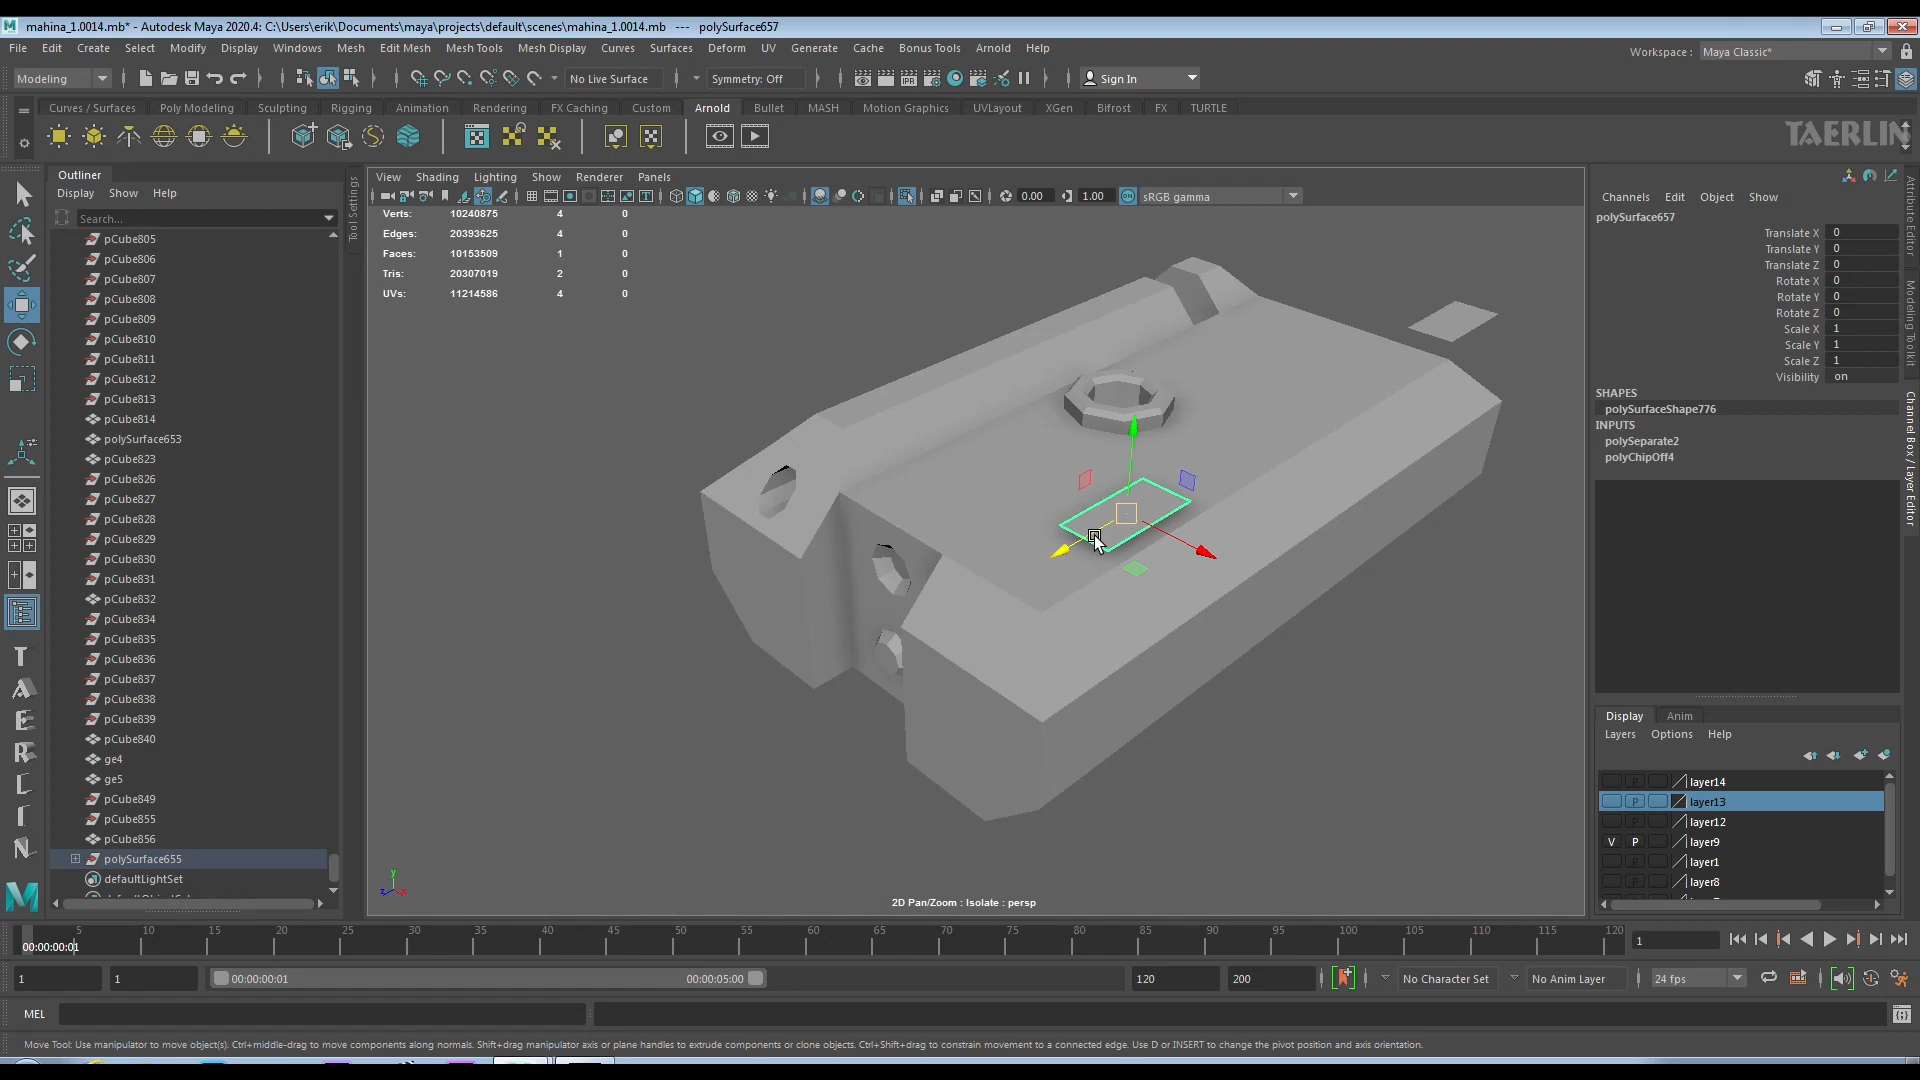 mahina_1.0014.mb* - Autodesk Maya 2020.4: C:\Users\erik\Documents\maya\projects\default\scenes\mahina_1.0014.mb --- polySurface657
File Edit Create Select Modify Display Windows Mesh Edit Mesh Mesh Tools Mesh Display Curves Surfaces Deform UV Generate Cache Bonus Tools Arnold Help
Workspace : Maya Classic*
Modeling No Live Surface Symmetry: Off Sign In
Curves / Surfaces Poly Modeling Sculpting Rigging Animation Rendering FX Caching Custom Arnold Bullet MASH Motion Graphics UVLayout XGen Bifrost FX TURTLE
IPR
TAERLIN
Outliner
Display Show Help
Search...
pCube805
pCube806
pCube807
pCube808
pCube809
pCube810
pCube811
pCube812
pCube813
pCube814
polySurface653
pCube823
pCube826
pCube827
pCube828
pCube829
pCube830
pCube831
pCube832
pCube834
pCube835
pCube836
pCube837
pCube838
pCube839
pCube840
ge4
ge5
pCube849
pCube855
pCube856
polySurface655
defaultLightSet
Tool Settings
View Shading Lighting Show Renderer Panels
0.00 1.00 sRGB gamma
Verts: 10240875 4 0
Edges: 20393625 4 0
Faces: 10153509 1 0
Tris: 20307019 2 0
UVs: 11214586 4 0
y
z x
2D Pan/Zoom : Isolate : persp
Channels Edit Object Show
polySurface657
Translate X 0
Translate Y 0
Translate Z 0
Rotate X 0
Rotate Y 0
Rotate Z 0
Scale X 1
Scale Y 1
Scale Z 1
Visibility on
SHAPES
polySurfaceShape776
INPUTS
polySeparate2
polyChipOff4
Attribute Editor
Modeling Toolkit
Channel Box / Layer Editor
Display Anim
Layers Options Help
P layer14
P layer13
P layer12
V P layer9
P layer1
P layer8
5 10 15 20 25 30 35 40 45 50 55 60 65 70 75 80 85 90 95 100 105 110 115 120
00:00:00:01
1
1 1 00:00:00:01 00:00:05:00 120 200 No Character Set No Anim Layer 24 fps
MEL
Move Tool: Use manipulator to move object(s). Ctrl+middle-drag to move components along normals. Shift+drag manipulator axis or plane handles to extrude components or clone objects. Ctrl+Shift+drag to constrain movement to a connected edge. Use D or INSERT to change the pivot position and axis orientation.